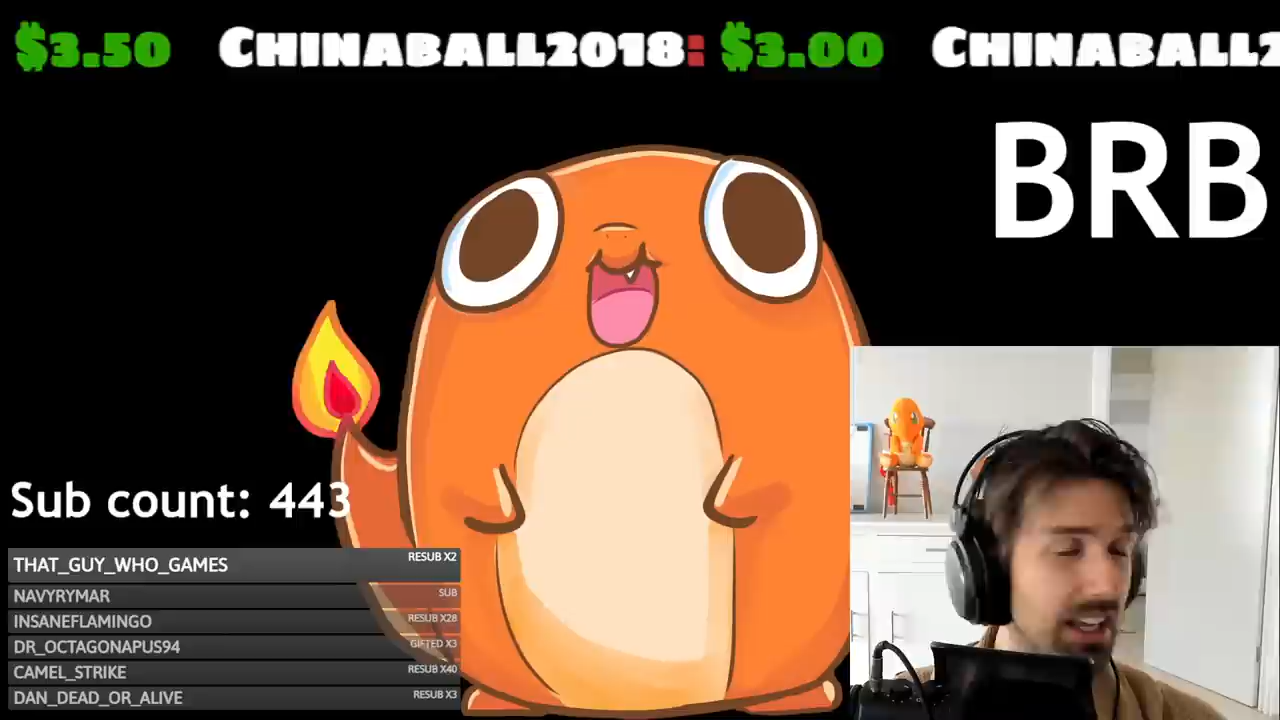 $3.50 CHINABALL2018: $3.00 CHINABALL2
BRB
Sub count: 443
THAT_GUY_WHO_GAMES RESUB X2
NAVYRYMAR SUB
INSANEFLAMINGO RESUB X28
DR_OCTAGONAPUS94 GIFTED X3
CAMEL_STRIKE RESUB X40
DAN_DEAD_OR_ALIVE RESUB X3